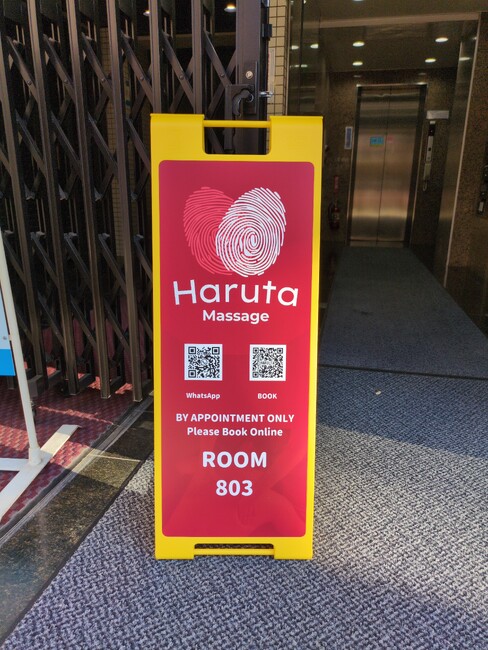 Haruta
Massage
WhatsApp
BOOK
BY APPOINTMENT ONLY
Please Book Online
ROOM
803